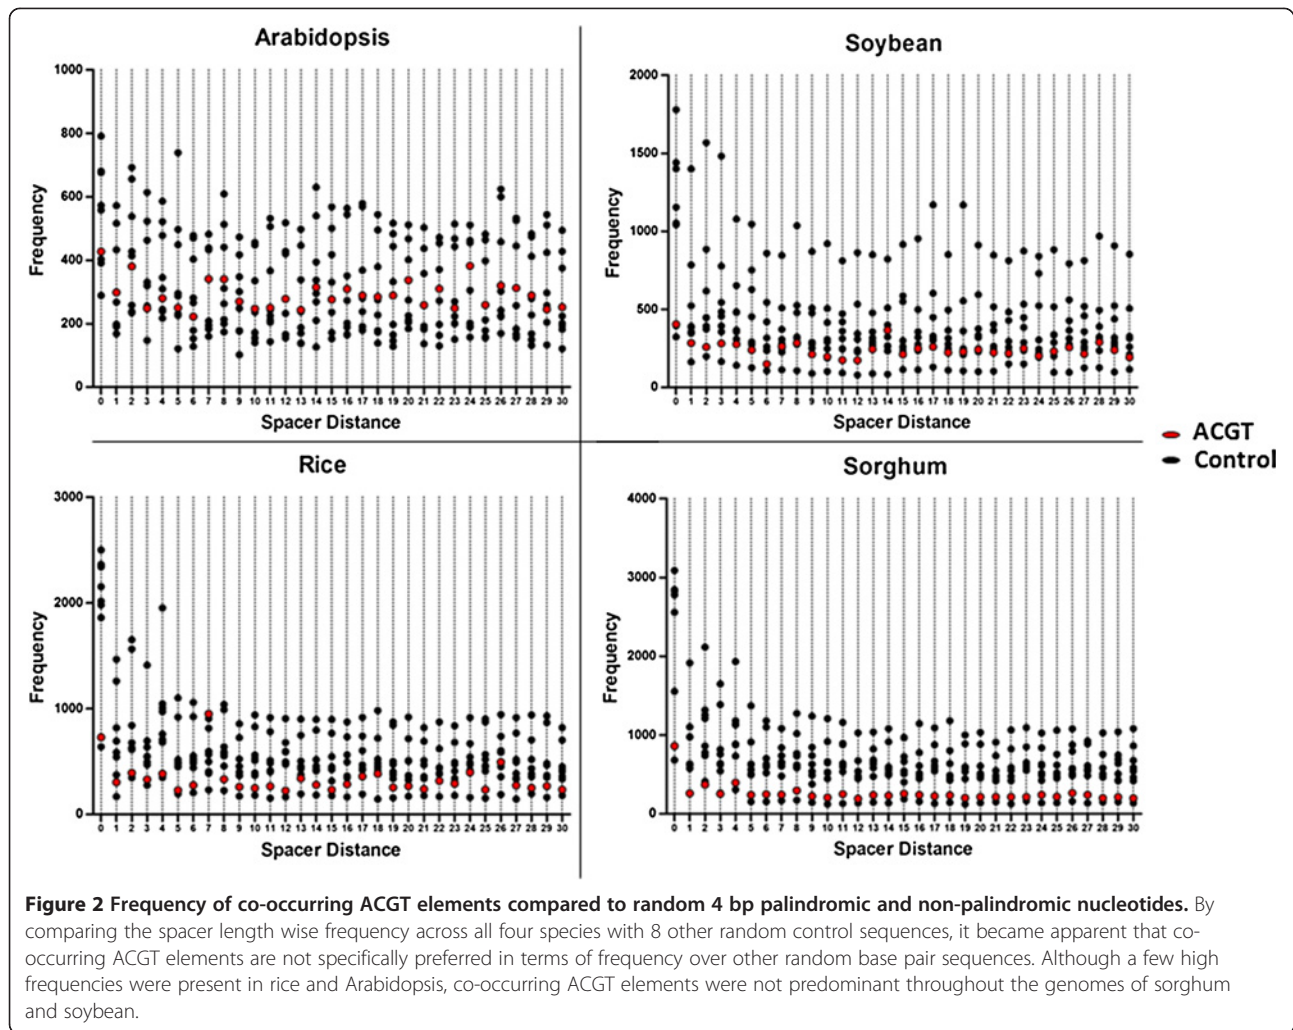 Arabidopsis
1000
800
600
400
200
0
Frequency
0 1 2 3 4 5 6 7 8 9 10 11 12 13 14 15 16 17 18 19 20 21 22 23 24 25 26 27 28 29 30
Spacer Distance
Soybean
2000
1500
1000
500
0
Frequency
0 1 2 3 4 5 6 7 8 9 10 11 12 13 14 15 16 17 18 19 20 21 22 23 24 25 26 27 28 29 30
Spacer Distance
ACGT
Control
Rice
3000
2000
1000
0
Frequency
0 1 2 3 4 5 6 7 8 9 10 11 12 13 14 15 16 17 18 19 20 21 22 23 24 25 26 27 28 29 30
Spacer Distance
Sorghum
4000
3000
2000
1000
0
Frequency
0 1 2 3 4 5 6 7 8 9 10 11 12 13 14 15 16 17 18 19 20 21 22 23 24 25 26 27 28 29 30
Spacer Distance
Figure 2 Frequency of co-occurring ACGT elements compared to random 4 bp palindromic and non-palindromic nucleotides. By
comparing the spacer length wise frequency across all four species with 8 other random control sequences, it became apparent that co-
occurring ACGT elements are not specifically preferred in terms of frequency over other random base pair sequences. Although a few high
frequencies were present in rice and Arabidopsis, co-occurring ACGT elements were not predominant throughout the genomes of sorghum
and soybean.